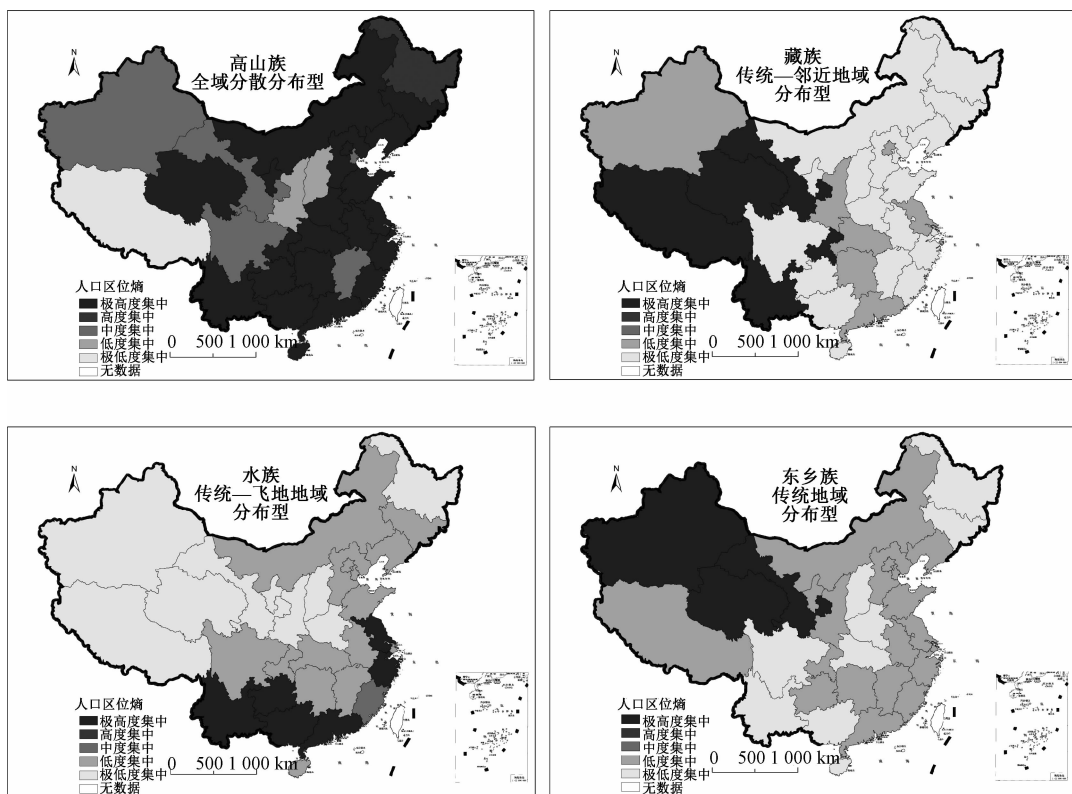 N
高山族
全域分散分布型
人口区位熵
极高度集中
高度集中
中度集中
低度集中
极低度集中
无数据
0 500 1 000 km
N
藏族
传统—邻近地域
分布型
人口区位熵
极高度集中
高度集中
中度集中
低度集中
极低度集中
无数据
0 500 1 000 km
N
水族
传统—飞地地域
分布型
人口区位熵
极高度集中
高度集中
中度集中
低度集中
极低度集中
无数据
0 500 1 000 km
N
东乡族
传统地域
分布型
人口区位熵
极高度集中
高度集中
中度集中
低度集中
极低度集中
无数据
0 500 1 000 km